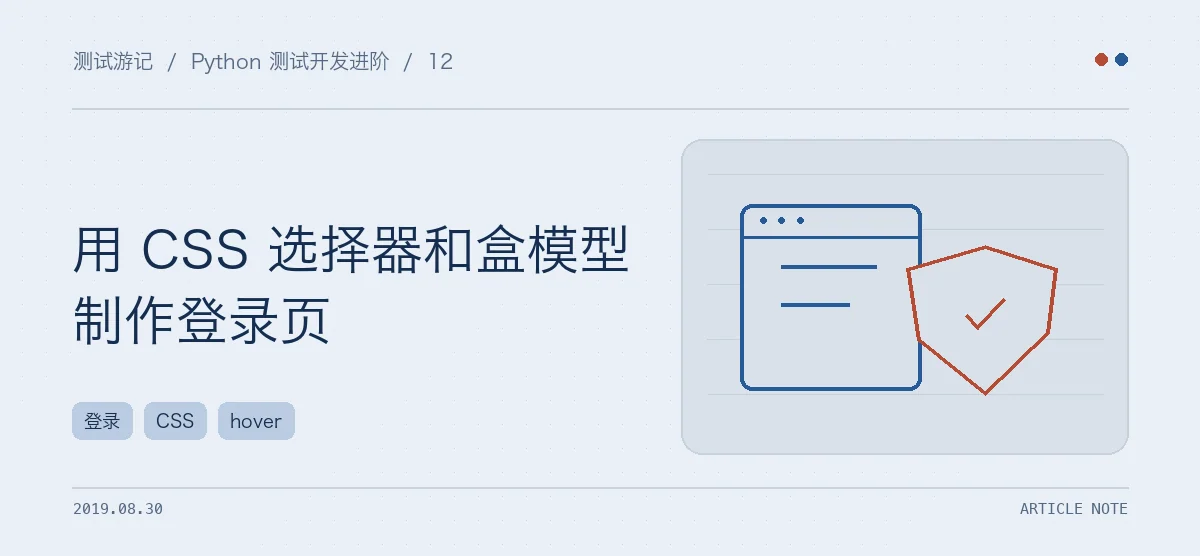 测试游记 / Python 测试开发进阶 / 12
用 CSS 选择器和盒模型
制作登录页
登录 CSS hover
2019.08.30
ARTICLE NOTE